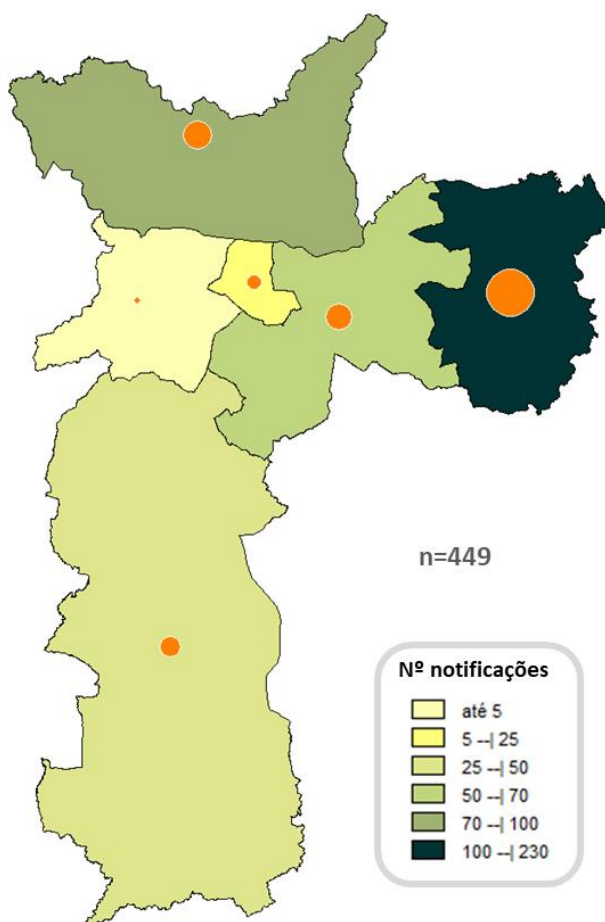 n=449
Nº notificações
até 5
5 --| 25
25 --| 50
50 --| 70
70 --| 100
100 --| 230